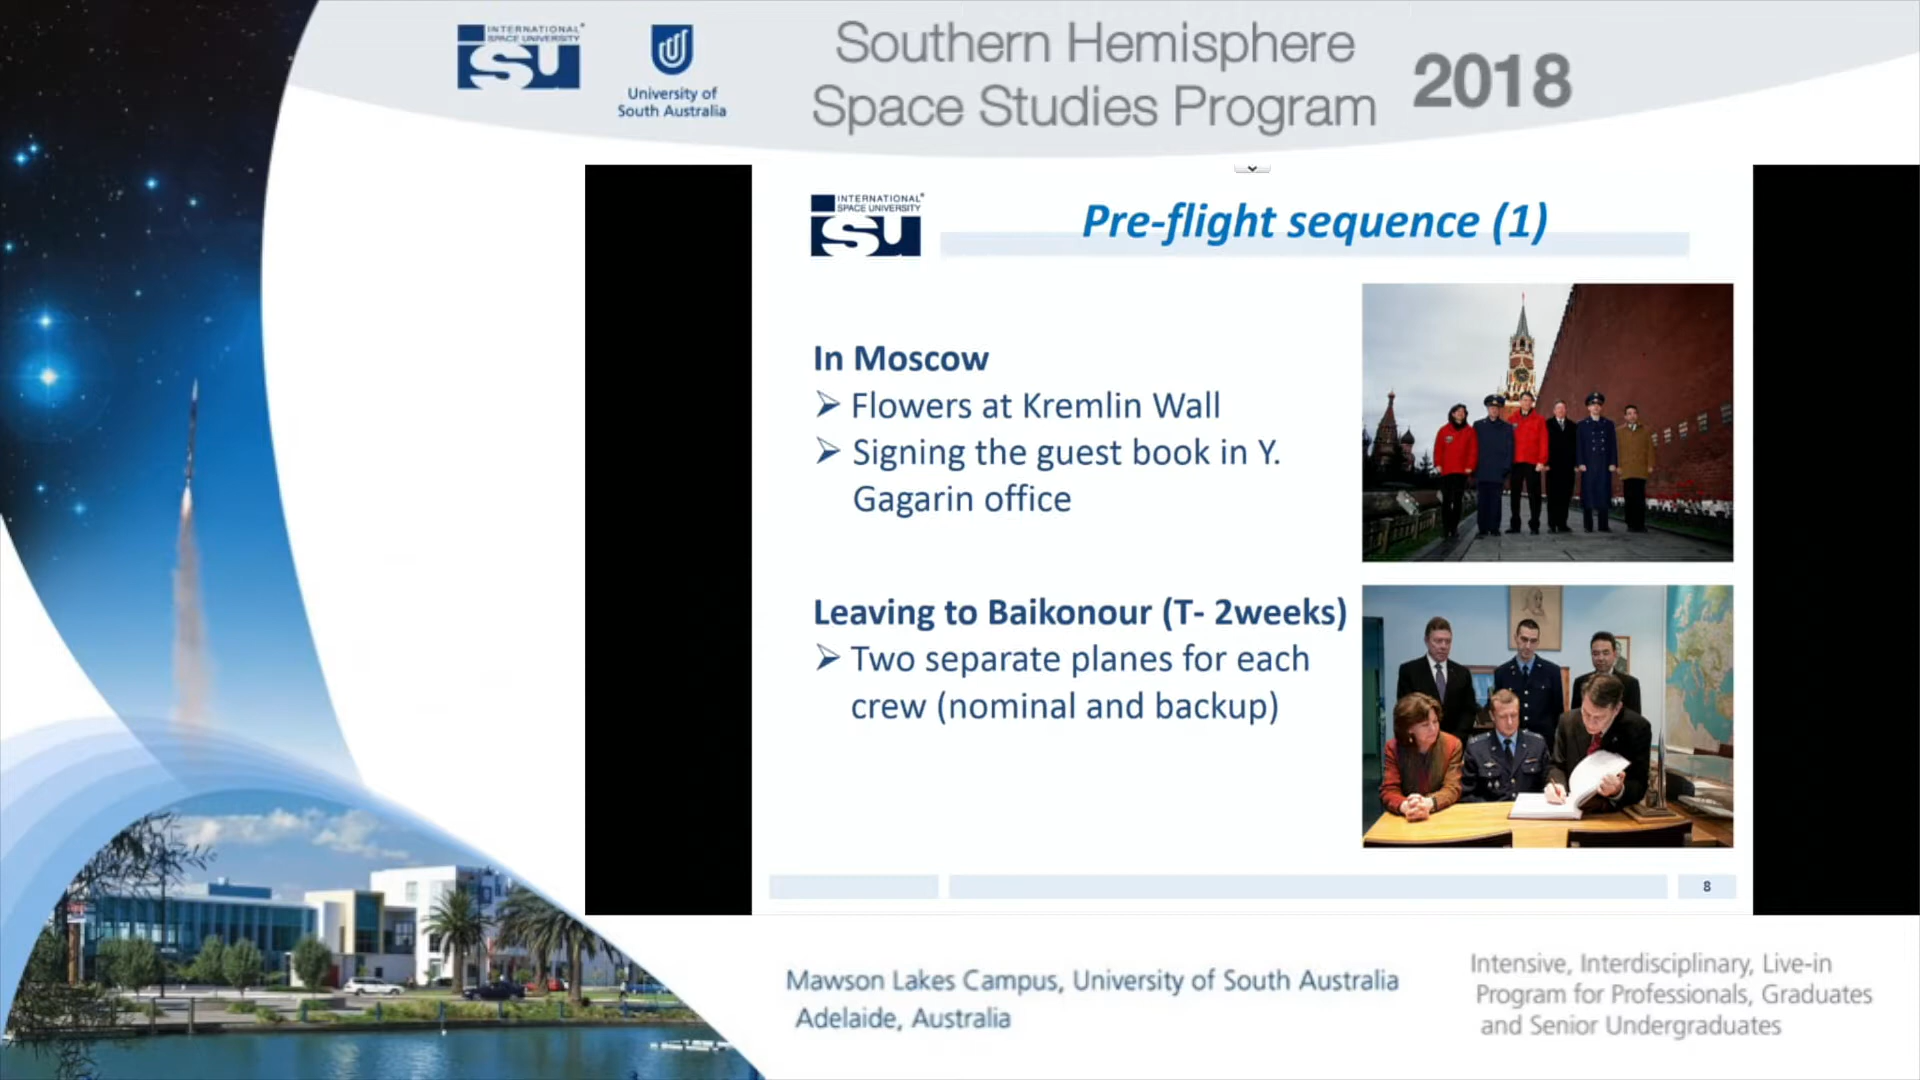 INTERNATIONAL
SPACE UNIVERSITY
isu
University of
South Australia
Southern Hemisphere
Space Studies Program
2018
INTERNATIONAL
SPACE UNIVERSITY
isu
Pre-flight sequence (1)
In Moscow
➢ Flowers at Kremlin Wall
➢ Signing the guest book in Y.
Gagarin office
Leaving to Baikonour (T- 2weeks)
➢ Two separate planes for each
crew (nominal and backup)
8
Mawson Lakes Campus, University of South Australia
Adelaide, Australia
Intensive, Interdisciplinary, Live-in
Program for Professionals, Graduates
and Senior Undergraduates